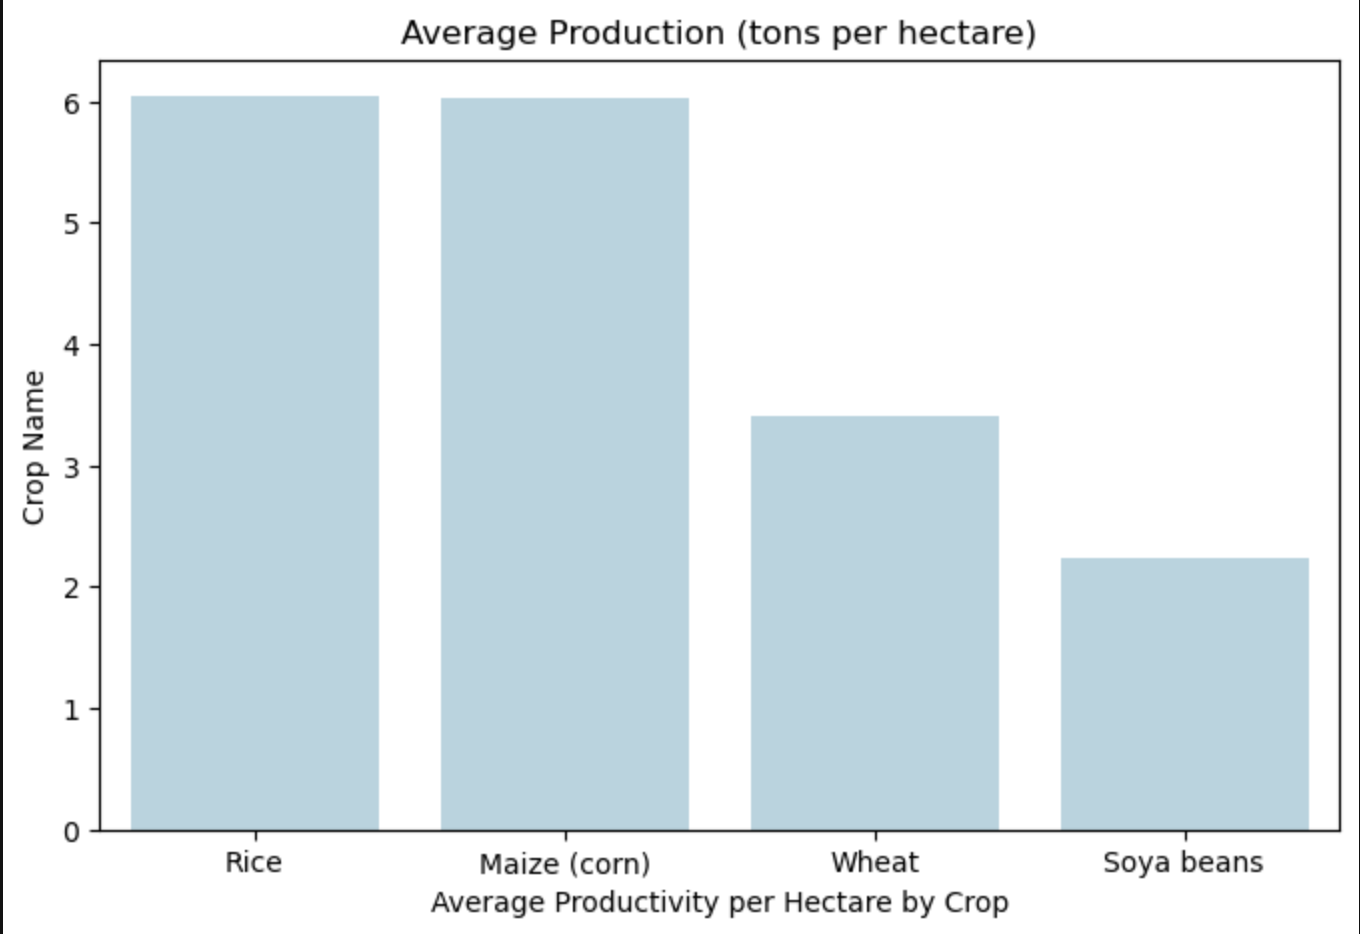 Average Production (tons per hectare)
6
5
4
3
2
1
0
Crop Name
Rice Maize (corn) Wheat Soya beans
Average Productivity per Hectare by Crop